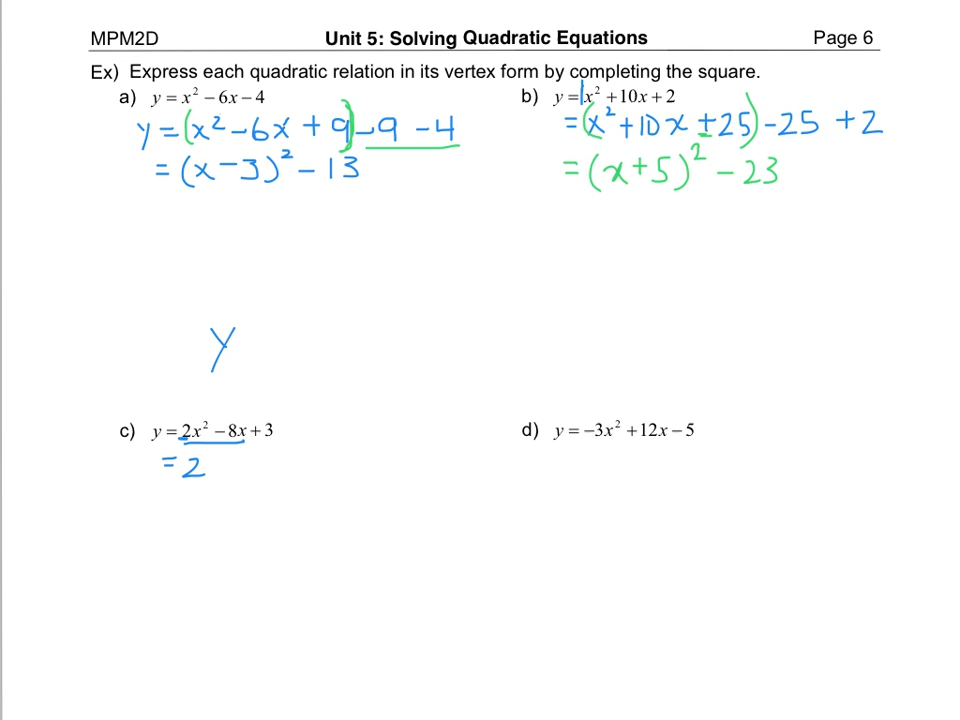 MPM2D Unit 5: Solving Quadratic Equations Page 6
Ex) Express each quadratic relation in its vertex form by completing the square.
a) y = x² − 6x − 4
y = (x² − 6x + 9) − 9 − 4
= (x − 3)² − 13
b) y = 1x² + 10x + 2
= (x² + 10x + 25) − 25 + 2
= (x + 5)² − 23
y
c) y = 2x² − 8x + 3
= 2
d) y = −3x² + 12x − 5